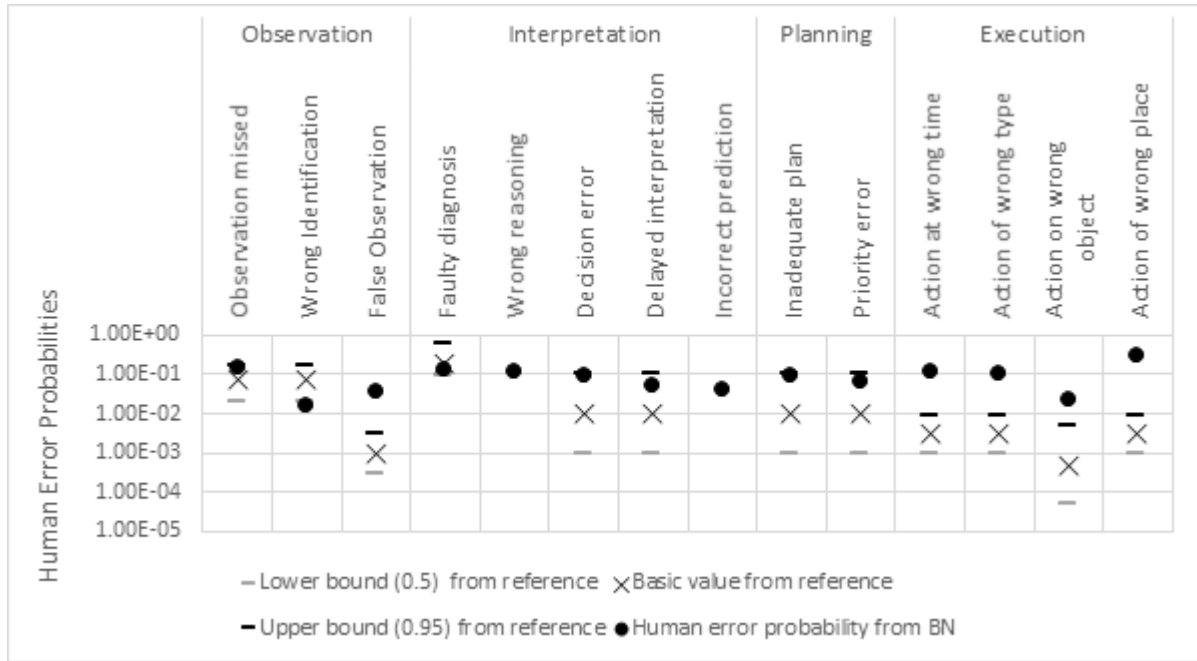 Observation
Interpretation
Planning
Execution
Observation missed
Wrong Identification
False Observation
Faulty diagnosis
Wrong reasoning
Decision error
Delayed interpretation
Incorrect prediction
Inadequate plan
Priority error
Action at wrong time
Action of wrong type
Action on wrong
object
Action of wrong place
Human Error Probabilities
1.00E+00
1.00E-01
1.00E-02
1.00E-03
1.00E-04
1.00E-05
Lower bound (0.5) from reference
Basic value from reference
Upper bound (0.95) from reference
Human error probability from BN